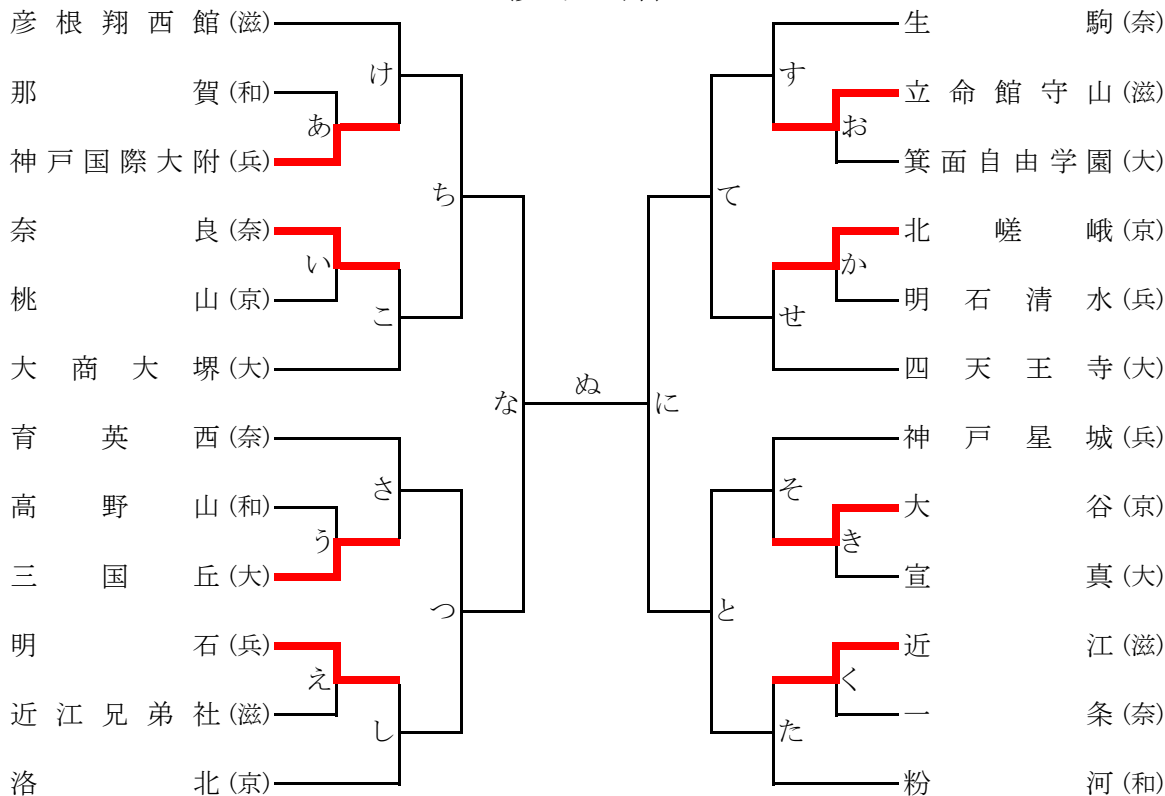 彦根翔西館(滋)
生駒(奈)
け
す
那賀(和)
立命館守山(滋)
あ
お
神戸国際大附(兵)
箕面自由学園(大)
ち
て
奈良(奈)
北嵯峨(京)
い
か
桃山(京)
明石清水(兵)
こ
せ
大商大堺(大)
四天王寺(大)
ぬ
な
に
育英西(奈)
神戸星城(兵)
さ
そ
高野山(和)
大谷(京)
う
き
三国丘(大)
宣真(大)
つ
と
明石(兵)
近江(滋)
え
く
近江兄弟社(滋)
一条(奈)
し
た
洛北(京)
粉河(和)